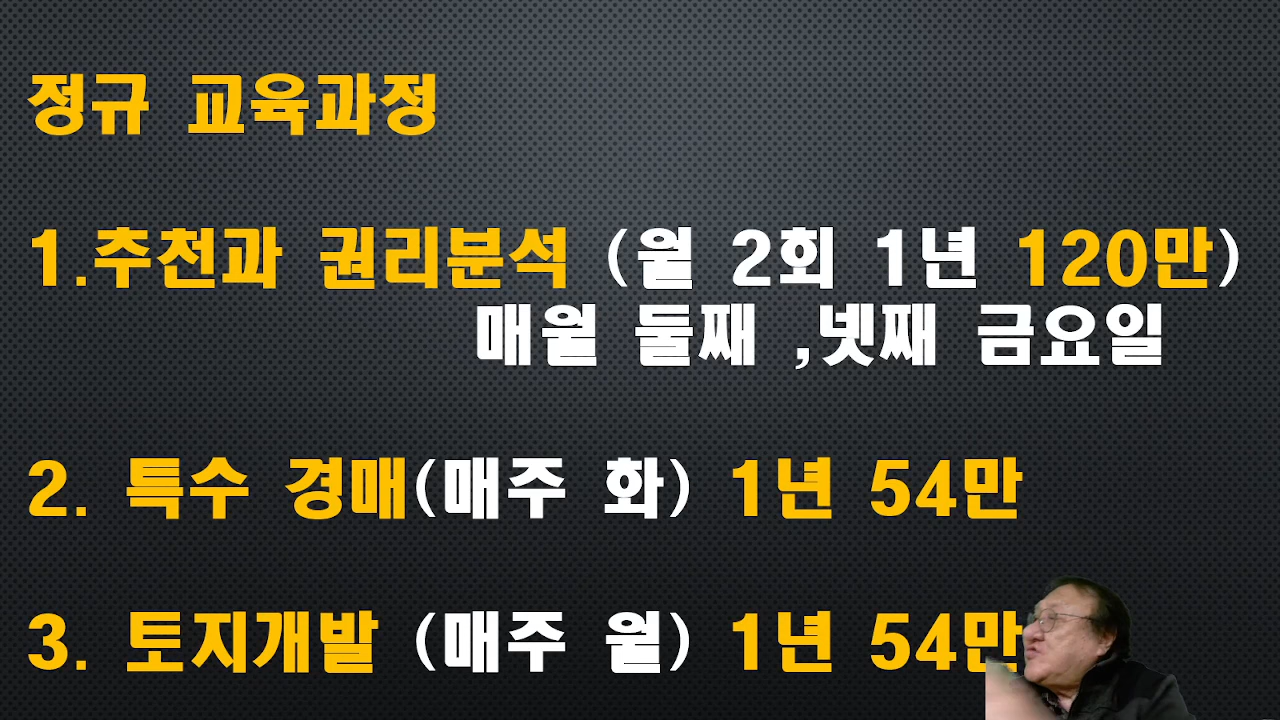 정규 교육과정
1.추천과 권리분석 (월 2회 1년 120만)
매월 둘째 ,넷째 금요일
2. 특수 경매(매주 화) 1년 54만
3. 토지개발 (매주 월) 1년 54만